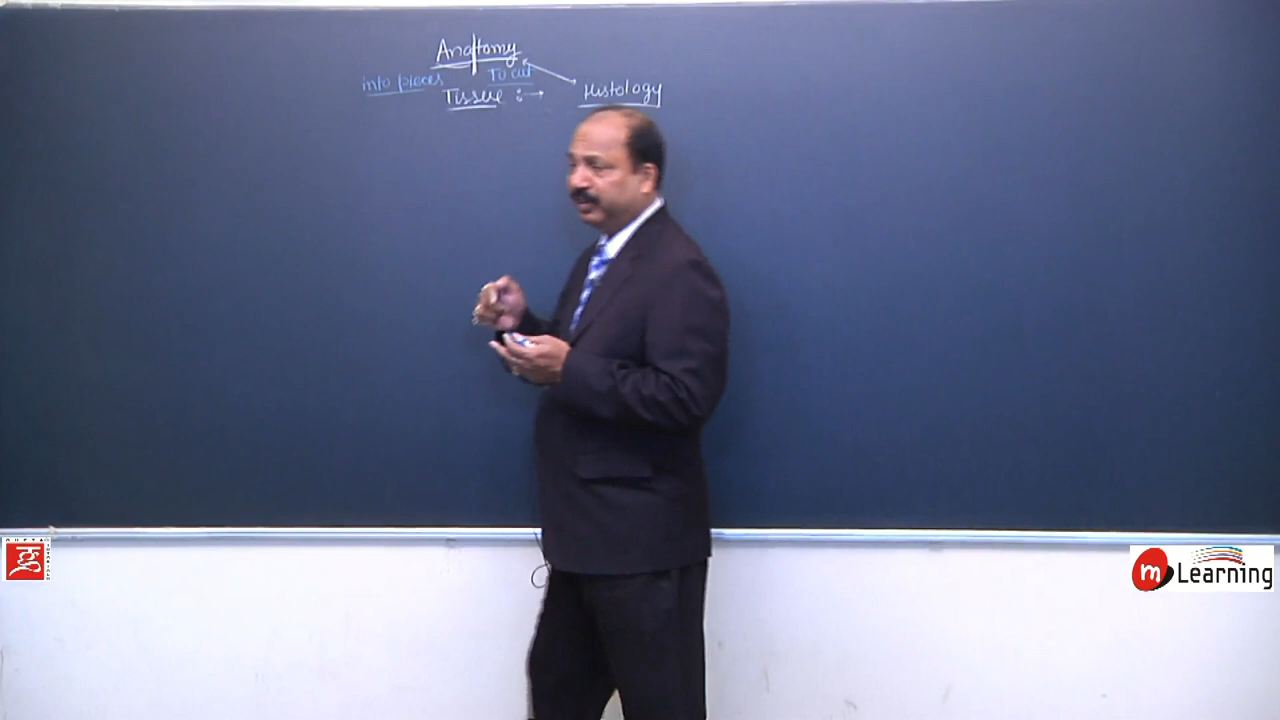 Anatomy
into pieces To cut
Tissue :→ Histology
m Learning